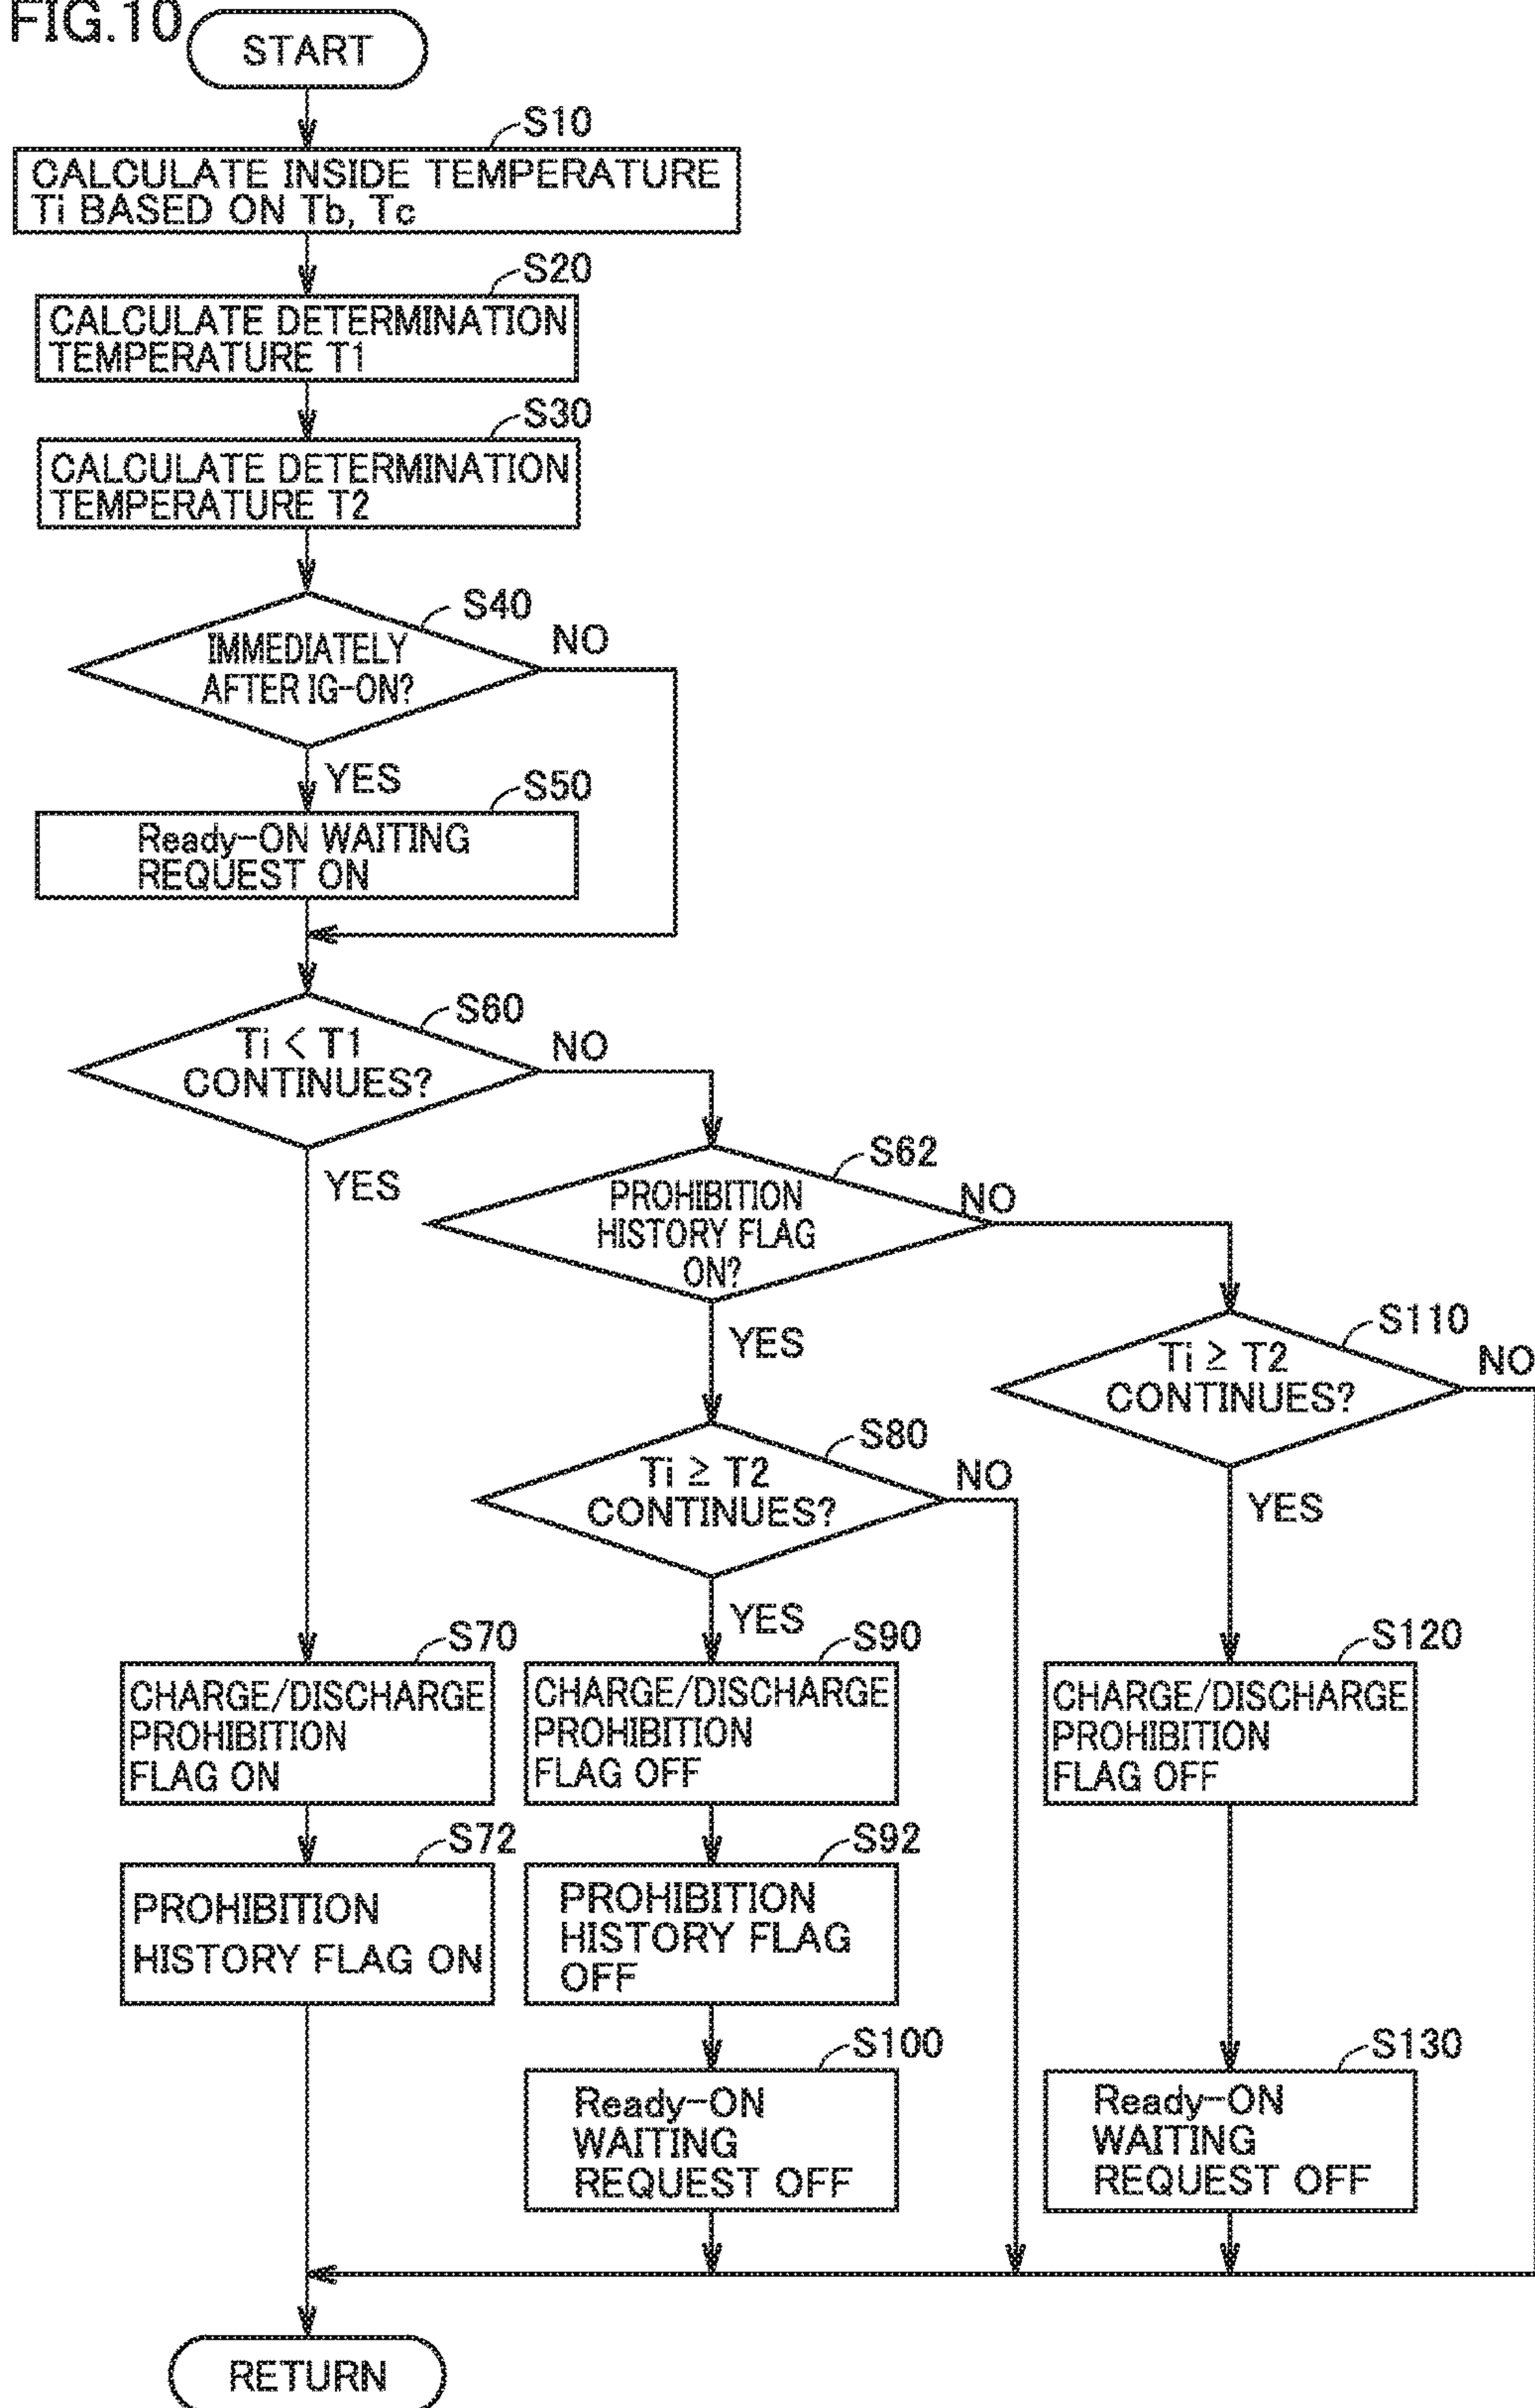 FIG.10
START
S10
CALCULATE INSIDE TEMPERATURE
Ti BASED ON Tb, Tc
S20
CALCULATE DETERMINATION
TEMPERATURE T1
S30
CALCULATE DETERMINATION
TEMPERATURE T2
S40
IMMEDIATELY
AFTER IG-ON?
NO
YES
S50
Ready-ON WAITING
REQUEST ON
S60
Ti < T1
CONTINUES?
NO
YES
S62
PROHIBITION
HISTORY FLAG
ON?
NO
YES
S110
Ti ≥ T2
CONTINUES?
NO
YES
S80
Ti ≥ T2
CONTINUES?
NO
YES
S70
CHARGE/DISCHARGE
PROHIBITION
FLAG ON
S90
CHARGE/DISCHARGE
PROHIBITION
FLAG OFF
S120
CHARGE/DISCHARGE
PROHIBITION
FLAG OFF
S72
PROHIBITION
HISTORY FLAG ON
S92
PROHIBITION
HISTORY FLAG
OFF
S100
Ready-ON
WAITING
REQUEST OFF
S130
Ready-ON
WAITING
REQUEST OFF
RETURN